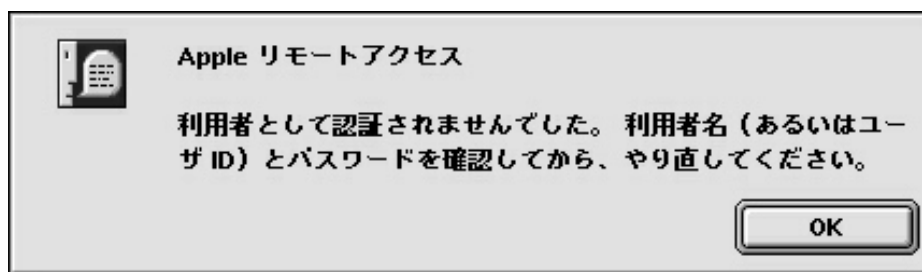 Apple リモートアクセス
利用者として認証されませんでした。 利用者名（あるいはユー
ザ ID）とパスワードを確認してから、やり直してください。
OK